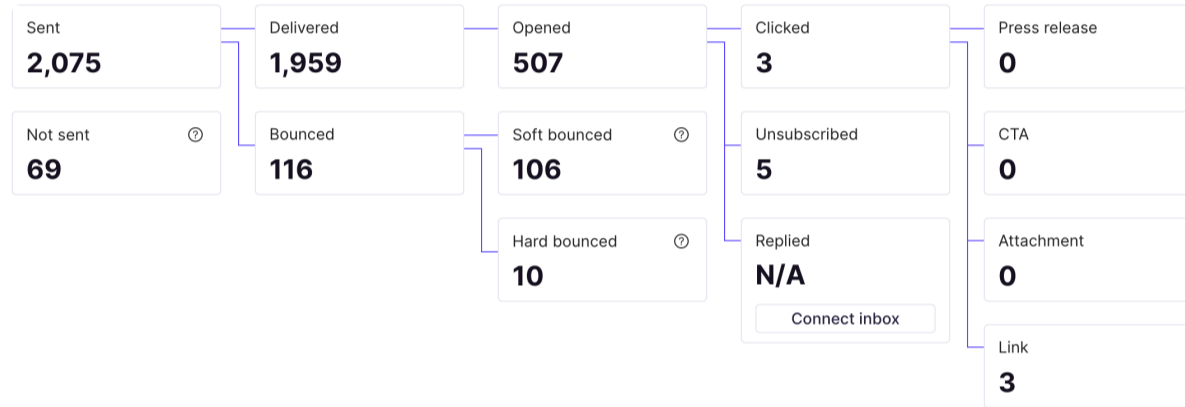 Sent
2,075
Delivered
1,959
Opened
507
Clicked
3
Press release
0
Not sent
69
Bounced
116
Soft bounced
106
Unsubscribed
5
CTA
0
Hard bounced
10
Replied
N/A
Connect inbox
Attachment
0
Link
3